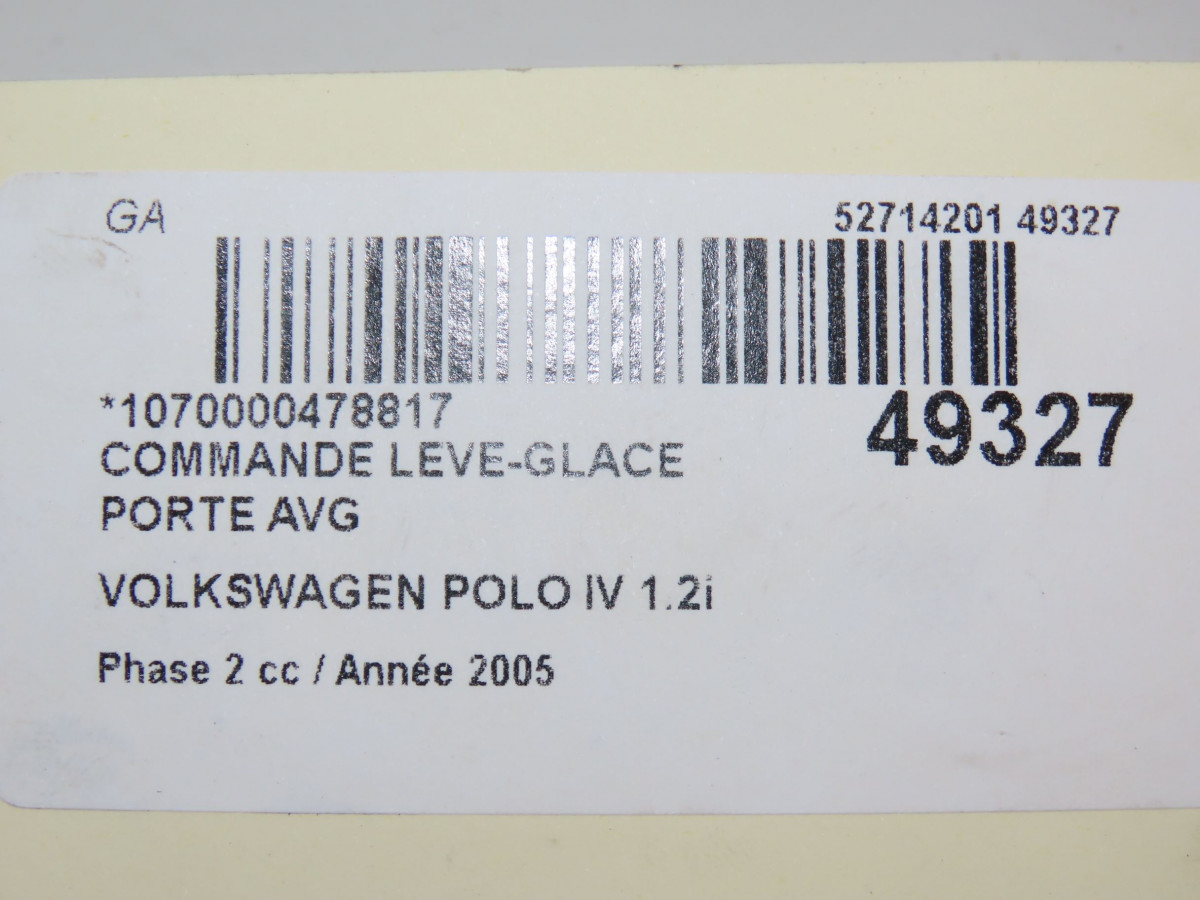 GA
52714201 49327
*1070000478817
49327
COMMANDE LEVE-GLACE
PORTE AVG
VOLKSWAGEN POLO IV 1.2i
Phase 2 cc / Année 2005